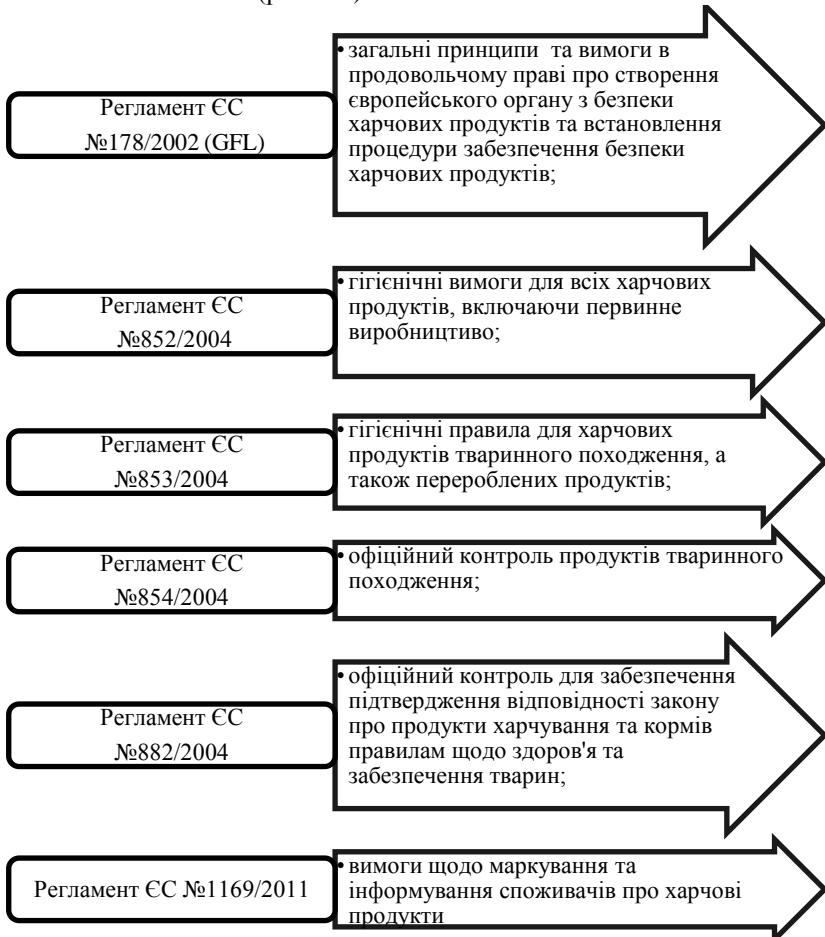 Регламент ЄС
№178/2002 (GFL)
• загальні принципи та вимоги в
продовольчому праві про створення
європейського органу з безпеки
харчових продуктів та встановлення
процедури забезпечення безпеки
харчових продуктів;
Регламент ЄС
№852/2004
• гігієнічні вимоги для всіх харчових
продуктів, включаючи первинне
виробництиво;
Регламент ЄС
№853/2004
• гігієнічні правила для харчових
продуктів тваринного походження, а
також перероблених продуктів;
Регламент ЄС
№854/2004
• офіційний контроль продуктів тваринного
походження;
Регламент ЄС
№882/2004
• офіційний контроль для забезпечення
підтвердження відповідності закону
про продукти харчування та кормів
правилам щодо здоров'я та
забезпечення тварин;
Регламент ЄС №1169/2011
• вимоги щодо маркування та
інформування споживачів про харчові
продукти